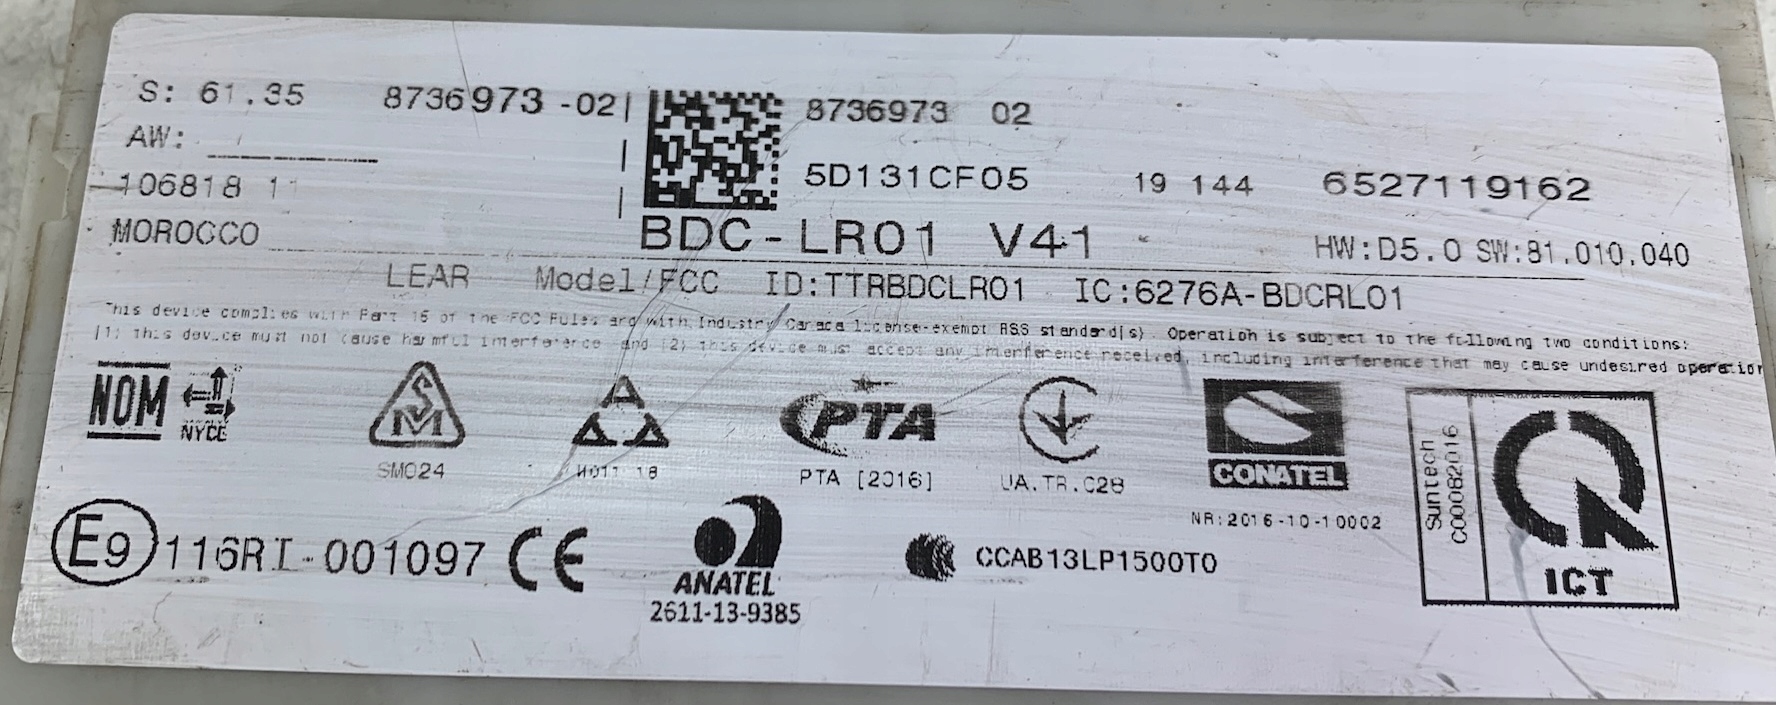 S: 61.35 8736973 -02| 8736973 02
AW:
106818 11 5D131CF05 19 144 6527119162
MOROCCO BDC-LR01 V41 HW:D5.0 SW:81.010.040
LEAR Model/FCC ID:TTRBDCLR01 IC:6276A-BDCRL01
This device complies with Part 15 of the FCC Rules and with Industry Canada license-exempt RSS standard(s). Operation is subject to the following two conditions:
(1) this device must not cause harmful interference and (2) this device must accept any interference received, including interference that may cause undesired operation
NOM
NYCE
SM
SM024
PTA
PTA [2016]
UA.TR.028
CONATEL
NR:2016-10-10002
Suntech
C00082016
ICT
E9 116RI-001097 CE
ANATEL
2611-13-9385
CCAB13LP1500T0